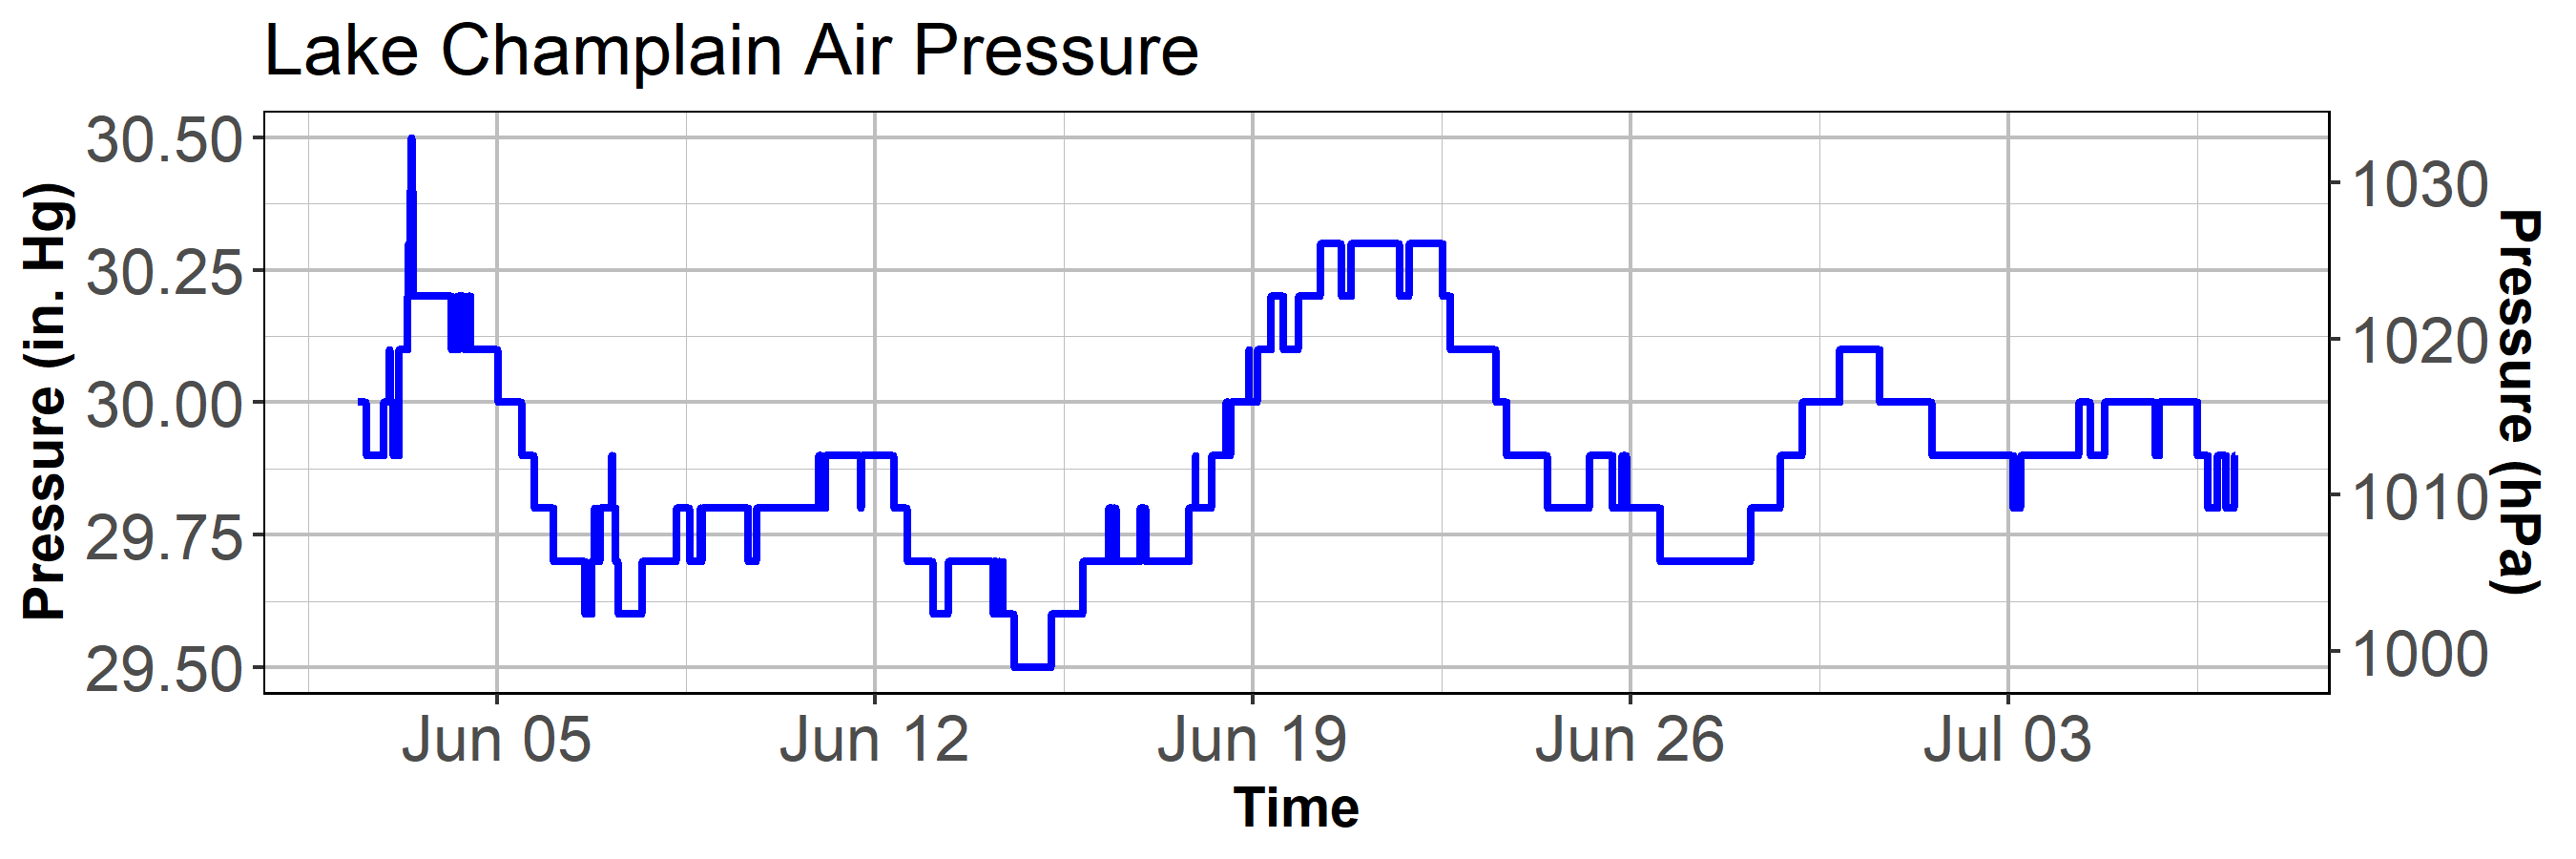 Lake Champlain Air Pressure
Pressure (in. Hg)
30.50
30.25
30.00
29.75
29.50
1030
1020
1010
1000
Pressure (hPa)
Jun 05 Jun 12 Jun 19 Jun 26 Jul 03
Time